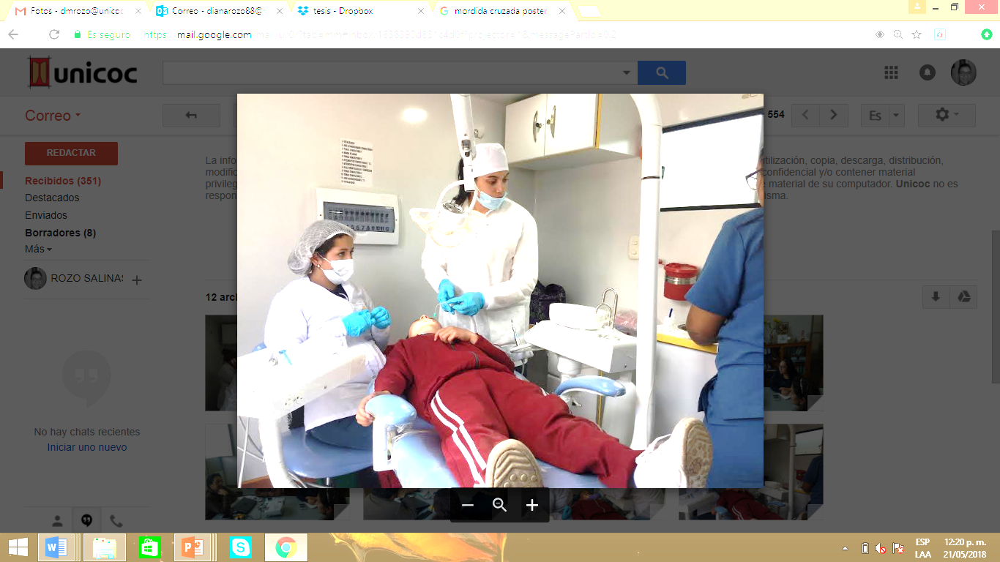 Fotos - dmrozo@unicoc
Correo - dianarozo88@
tesis - Dropbox
mordida cruzada poster
Es seguro
https
mail.google.com
unicoc
Correo
554
Es
REDACTAR
Recibidos (351)
Destacados
Enviados
Borradores (8)
Más
ROZO SALINAS
La info
utilización, copia, descarga, distribución,
modific
confidencial y/o contener material
privileg
material de su computador. Unicoc no es
respon
isma.
12 arch
No hay chats recientes
Iniciar uno nuevo
ESP
LAA
12:20 p. m.
21/05/2018